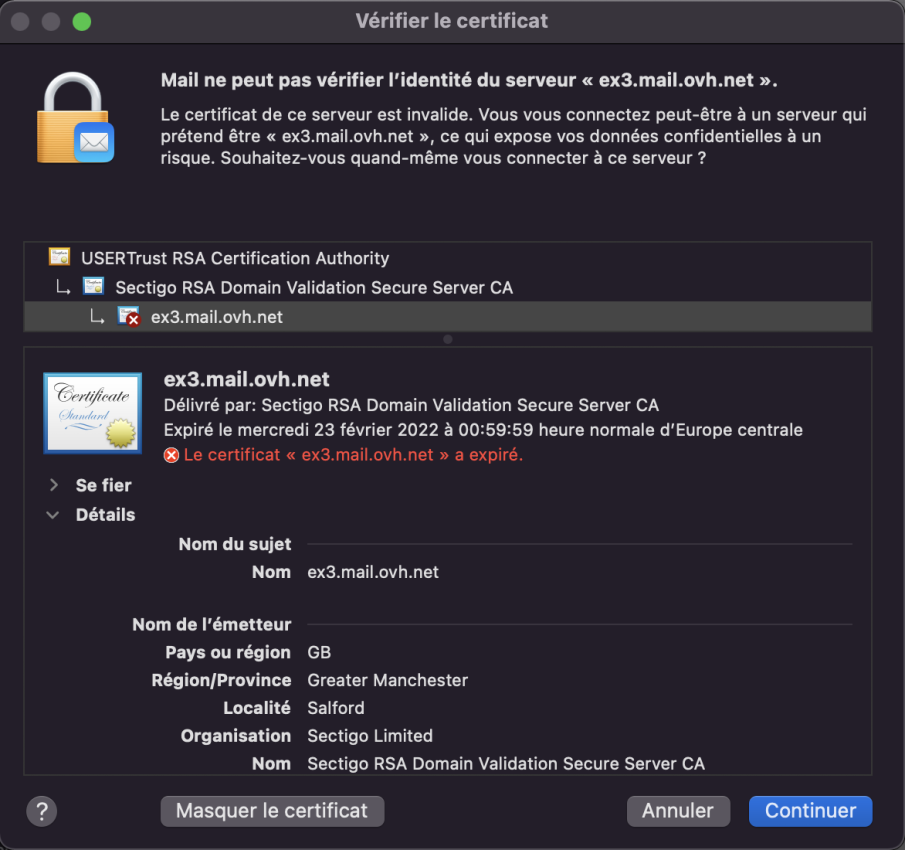 Vérifier le certificat
Mail ne peut pas vérifier l’identité du serveur « ex3.mail.ovh.net ».
Le certificat de ce serveur est invalide. Vous vous connectez peut-être à un serveur qui
prétend être « ex3.mail.ovh.net », ce qui expose vos données confidentielles à un
risque. Souhaitez-vous quand-même vous connecter à ce serveur ?
USERTrust RSA Certification Authority
Sectigo RSA Domain Validation Secure Server CA
ex3.mail.ovh.net
Certificate
Standard
ex3.mail.ovh.net
Délivré par: Sectigo RSA Domain Validation Secure Server CA
Expiré le mercredi 23 février 2022 à 00:59:59 heure normale d’Europe centrale
Le certificat « ex3.mail.ovh.net » a expiré.
Se fier
Détails
Nom du sujet
Nom ex3.mail.ovh.net
Nom de l’émetteur
Pays ou région GB
Région/Province Greater Manchester
Localité Salford
Organisation Sectigo Limited
Nom Sectigo RSA Domain Validation Secure Server CA
? Masquer le certificat Annuler Continuer